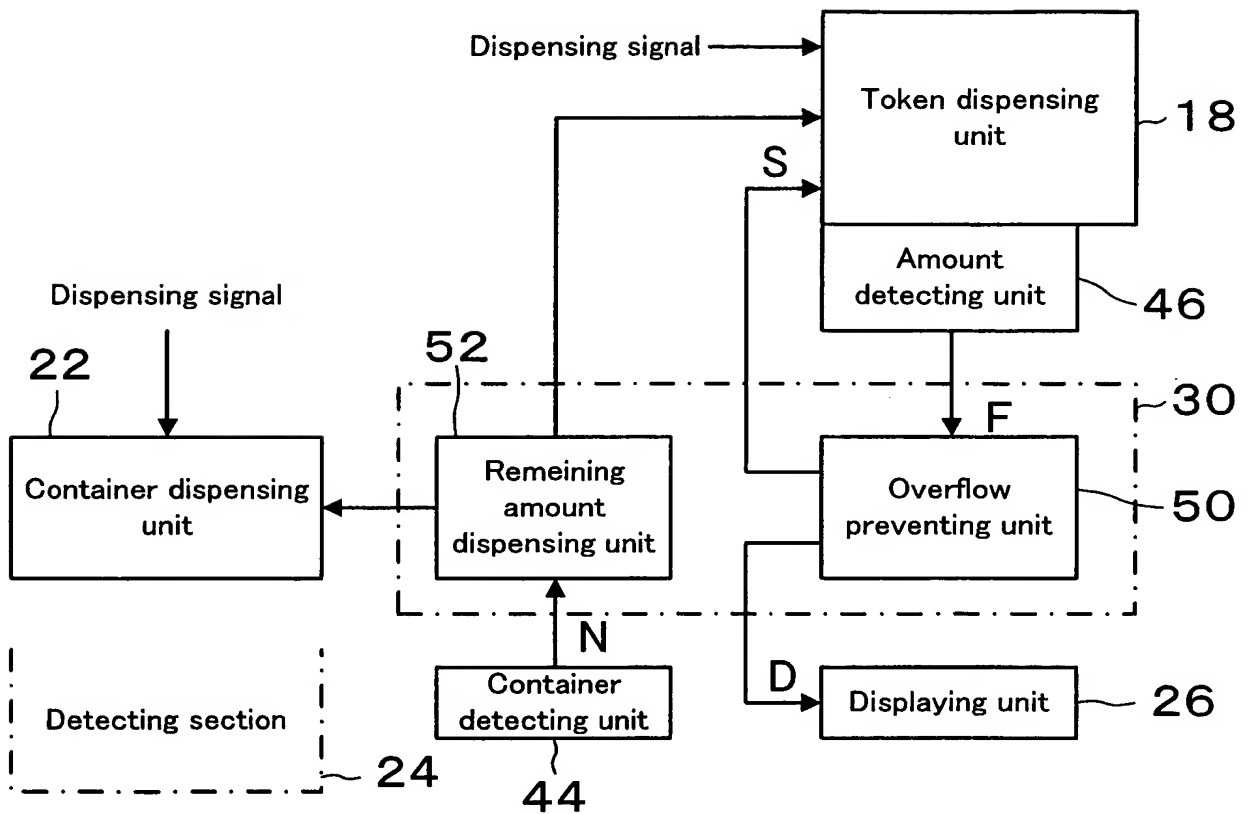 Dispensing signal
Token dispensing
unit
18
S
Amount
detecting unit
46
Dispensing signal
22
52
30
F
Container dispensing
unit
Remeining
amount
dispensing unit
Overflow
preventing unit
50
N
D
Container
detecting unit
Displaying unit
26
Detecting section
24
44